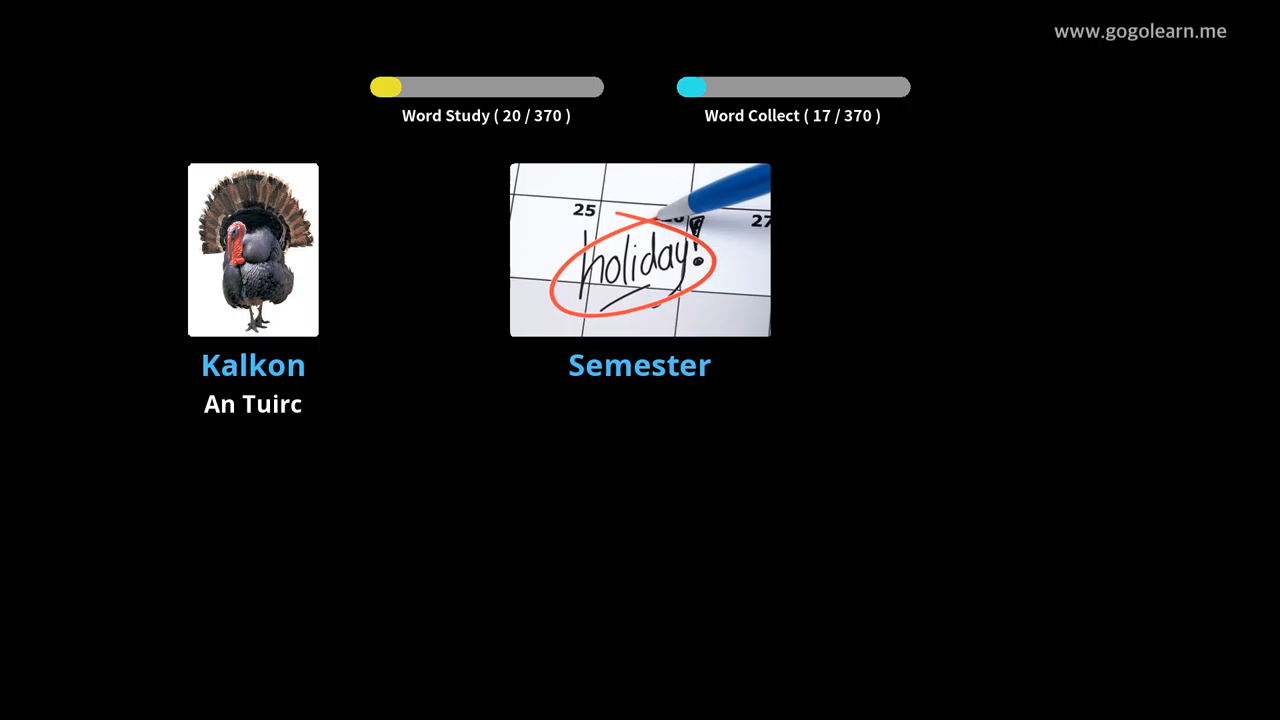 www.gogolearn.me
Word Study ( 20 / 370 )
Word Collect ( 17 / 370 )
25
27
holiday!
Kalkon
Semester
An Tuirc